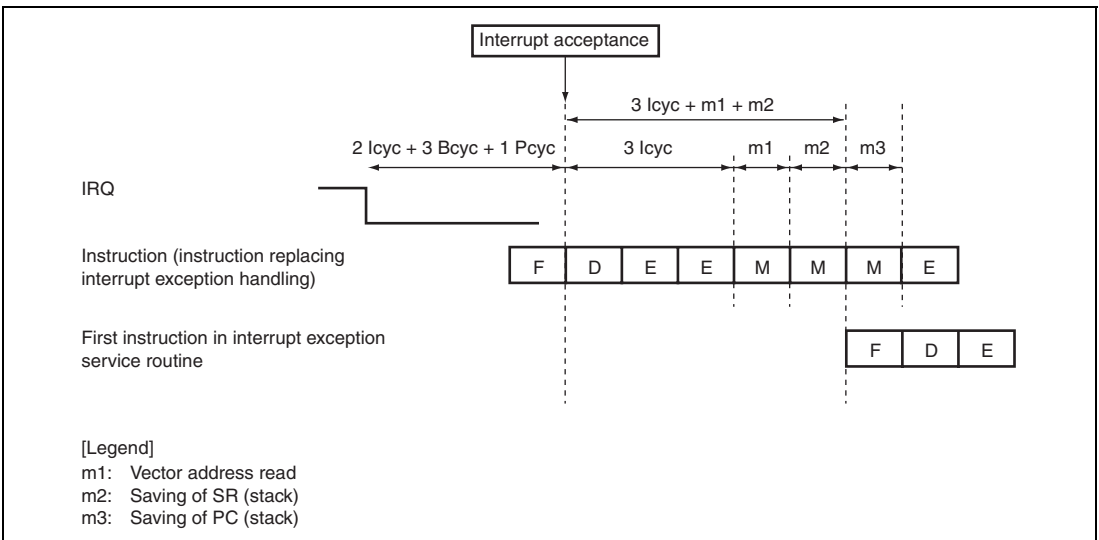 Interrupt acceptance
3 Icyc + m1 + m2
2 Icyc + 3 Bcyc + 1 Pcyc 3 Icyc m1 m2 m3
IRQ
Instruction (instruction replacing
interrupt exception handling)
F D E E M M M E
First instruction in interrupt exception
service routine
F D E
[Legend]
m1: Vector address read
m2: Saving of SR (stack)
m3: Saving of PC (stack)